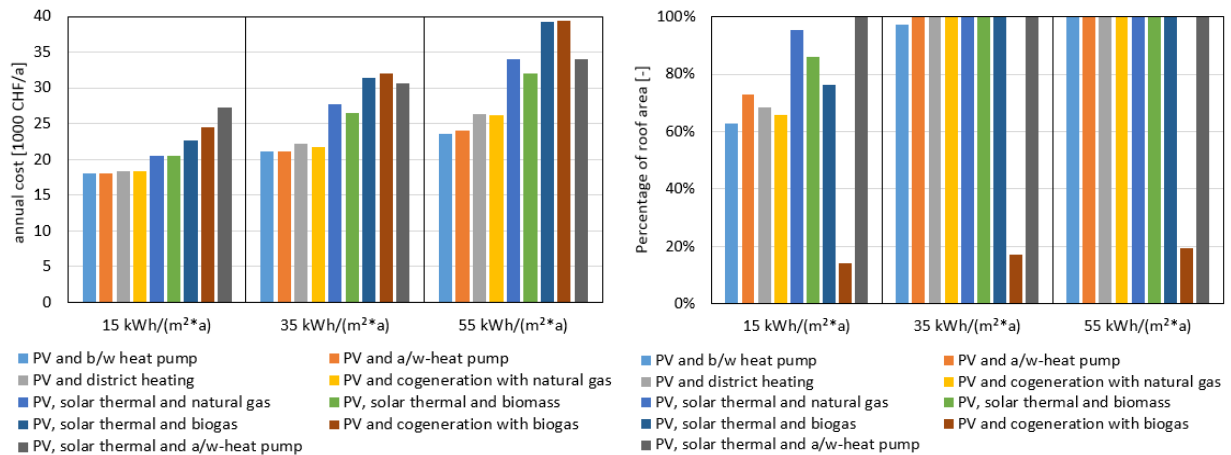 annual cost [1000 CHF/a]
40
35
30
25
20
15
10
5
0
15 kWh/(m²*a) 35 kWh/(m²*a) 55 kWh/(m²*a)
PV and b/w heat pump PV and a/w-heat pump
PV and district heating PV and cogeneration with natural gas
PV, solar thermal and natural gas PV, solar thermal and biomass
PV, solar thermal and biogas PV and cogeneration with biogas
PV, solar thermal and a/w-heat pump
Percentage of roof area [-]
100%
80%
60%
40%
20%
0%
15 kWh/(m²*a) 35 kWh/(m²*a) 55 kWh/(m²*a)
PV and b/w heat pump PV and a/w-heat pump
PV and district heating PV and cogeneration with natural gas
PV, solar thermal and natural gas PV, solar thermal and biomass
PV, solar thermal and biogas PV and cogeneration with biogas
PV, solar thermal and a/w-heat pump